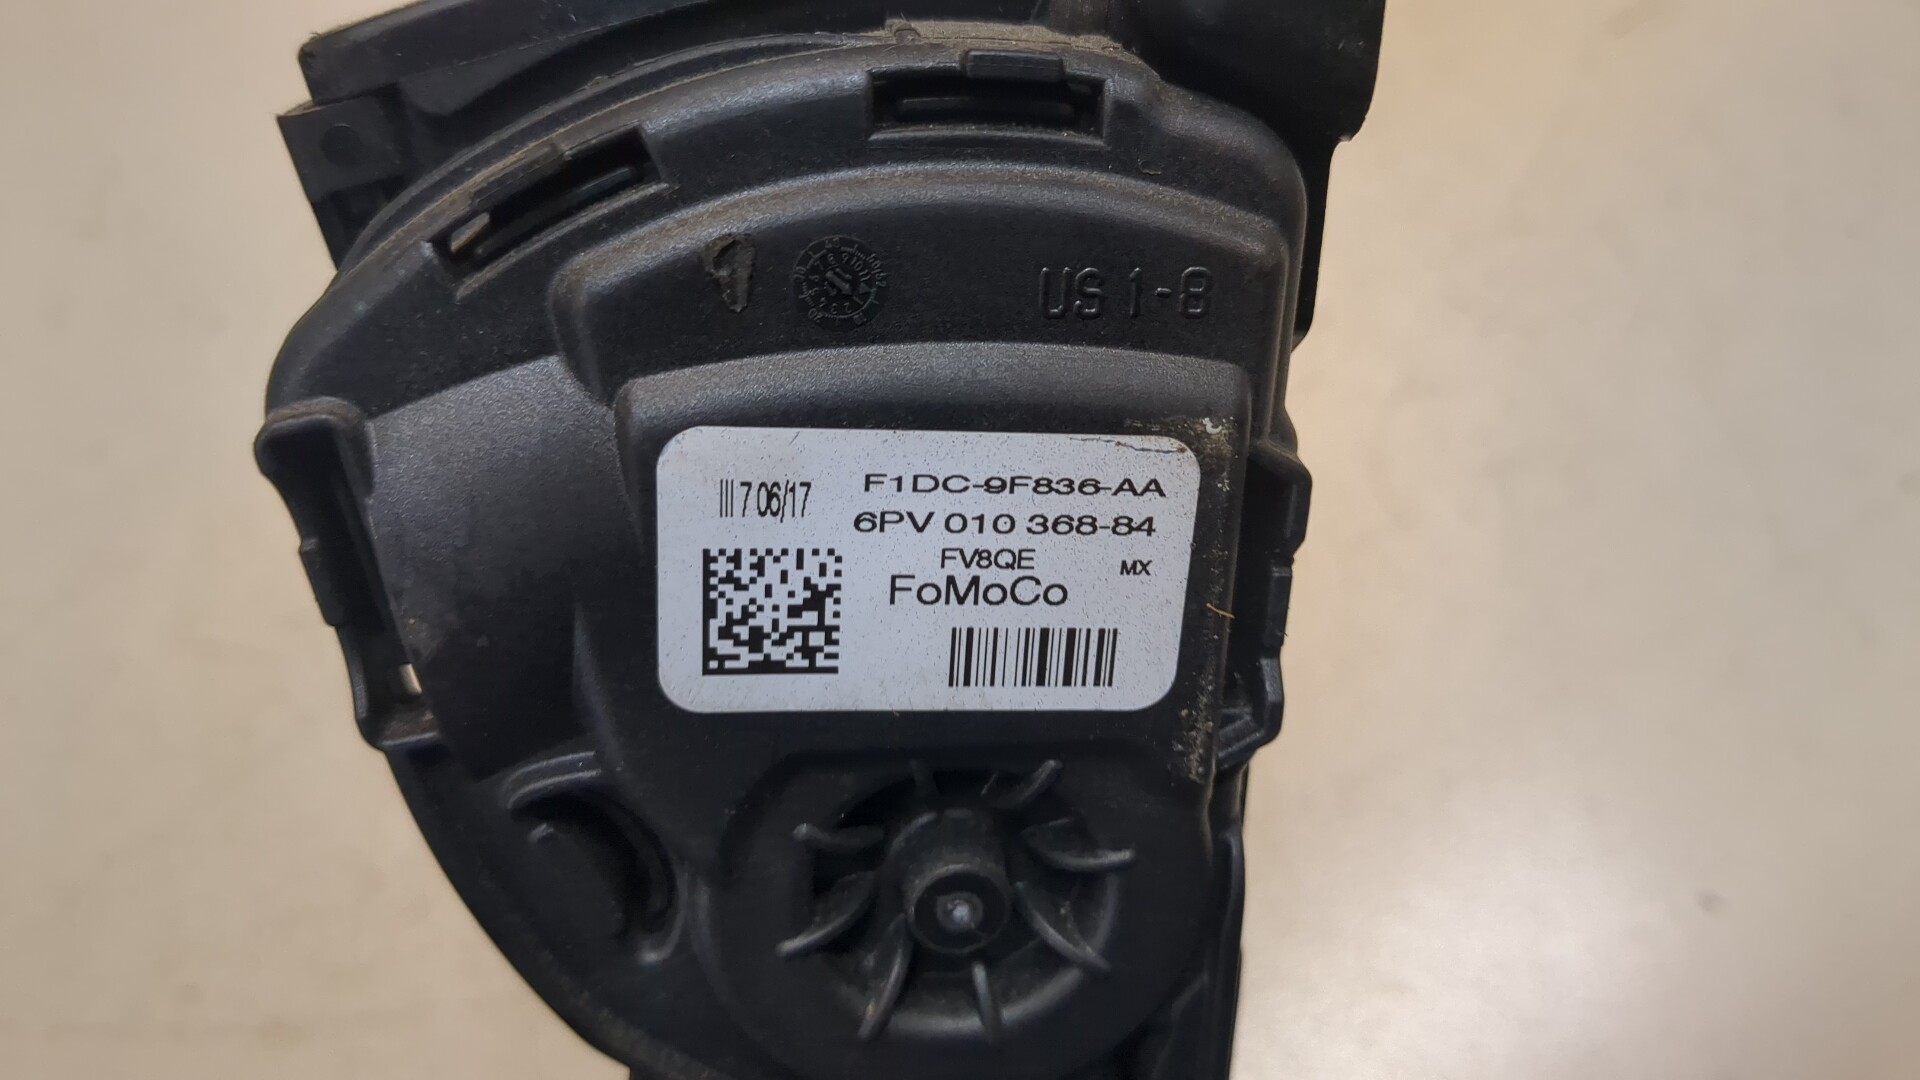 US 1-8
7 06/17
F1DC-9F836-AA
6PV 010 368-84
FV8QE
MX
FoMoCo